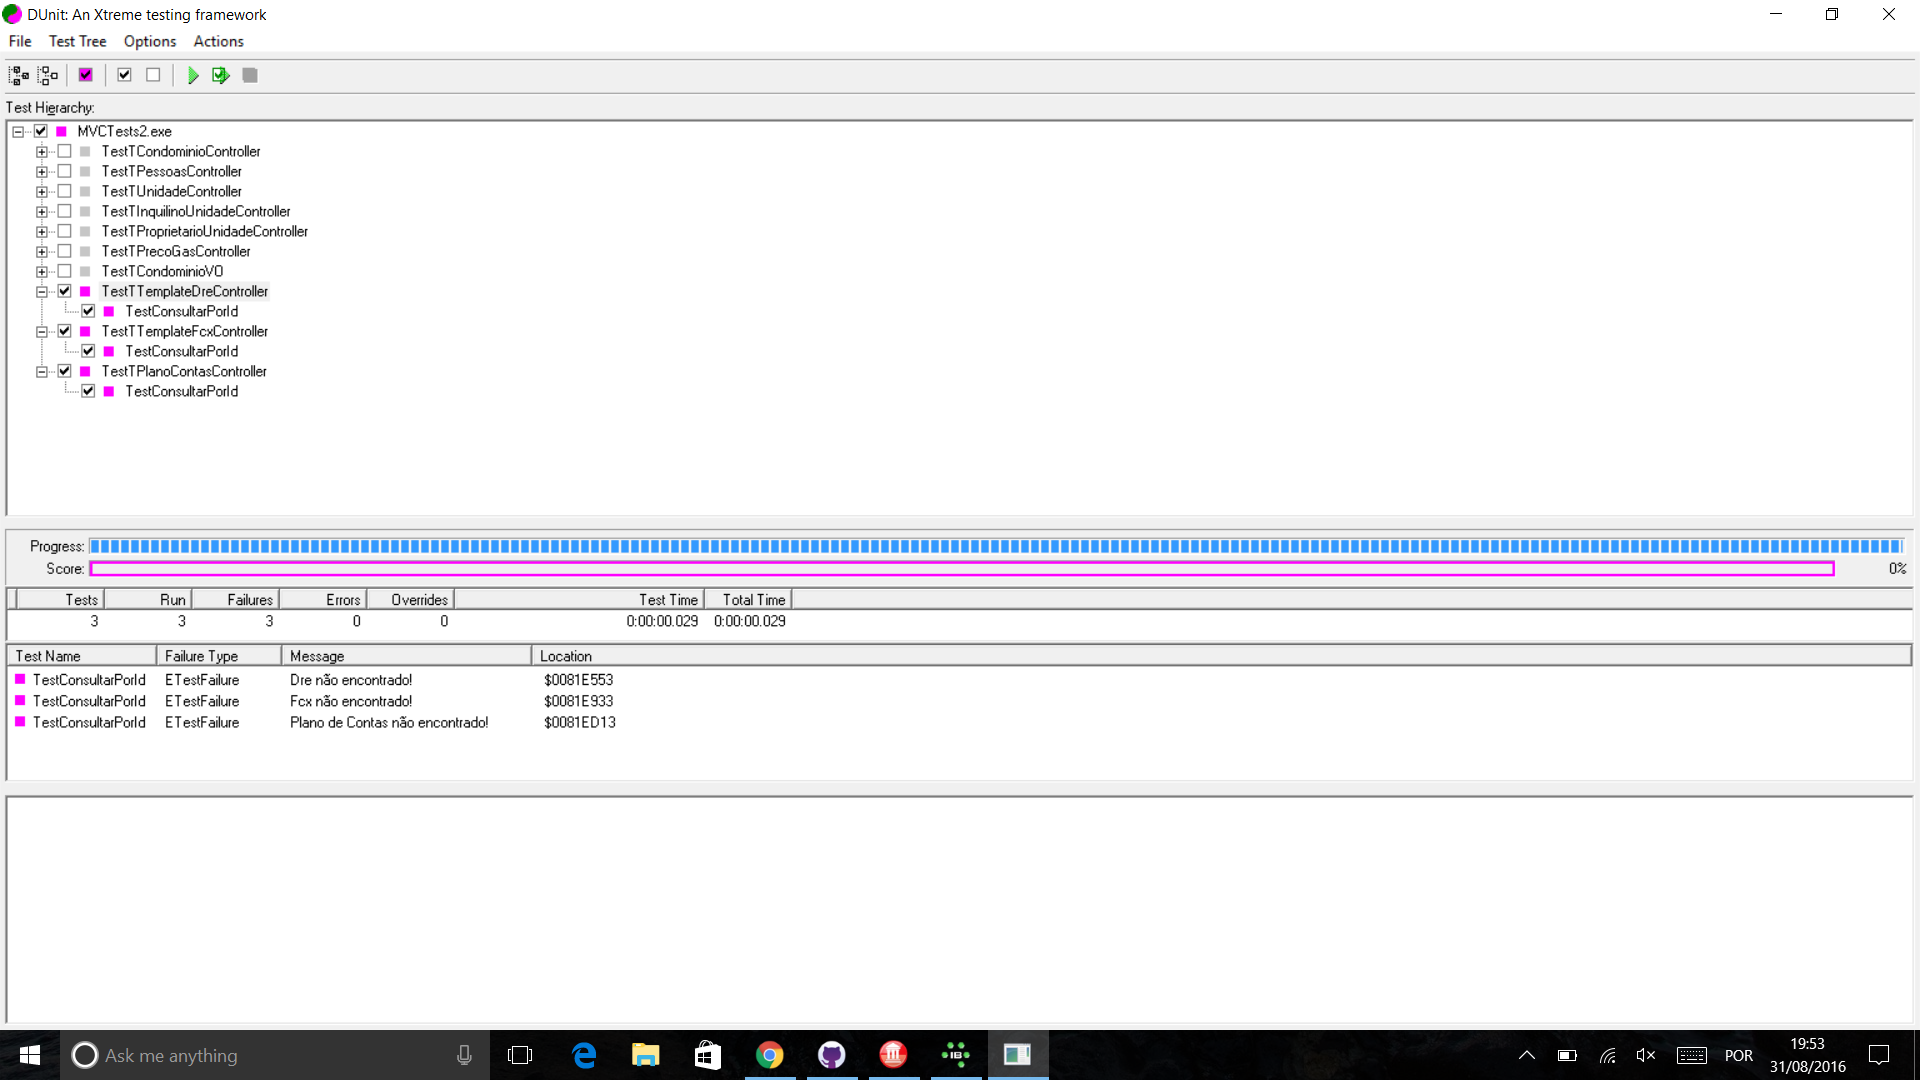 DUnit: An Xtreme testing framework
File Test Tree Options Actions
Test Hierarchy:
MVCTests2.exe
TestTCondominioController
TestTPessoasController
TestTUnidadeController
TestTInquilinoUnidadeController
TestTProprietarioUnidadeController
TestTPrecoGasController
TestTCondominioVO
TestTTemplateDreController
TestConsultarPorId
TestTTemplateFcxController
TestConsultarPorId
TestTPlanoContasController
TestConsultarPorId
Progress:
Score: 0%
Tests Run Failures Errors Overrides Test Time Total Time
3 3 3 0 0 0:00:00.029 0:00:00.029
Test Name Failure Type Message Location
TestConsultarPorId ETestFailure Dre não encontrado! $0081E553
TestConsultarPorId ETestFailure Fcx não encontrado! $0081E933
TestConsultarPorId ETestFailure Plano de Contas não encontrado! $0081ED13
Ask me anything
IB
POR
19:53
31/08/2016